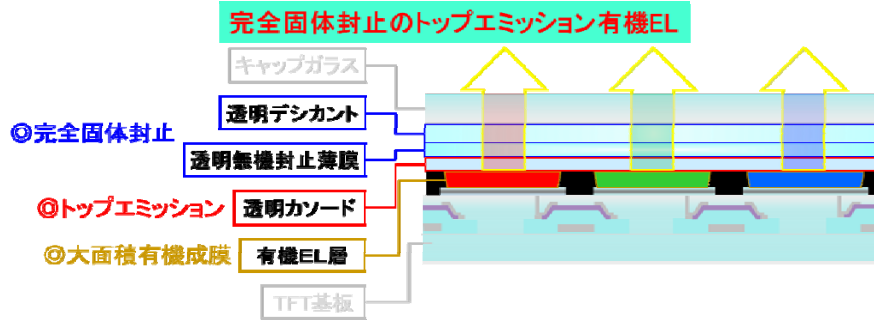 完全固体封止のトップエミッション有機EL
キャップガラス
透明デシカント
◎完全固体封止
透明無機封止薄膜
◎トップエミッション 透明カソード
◎大面積有機成膜 有機EL層
TFT基板